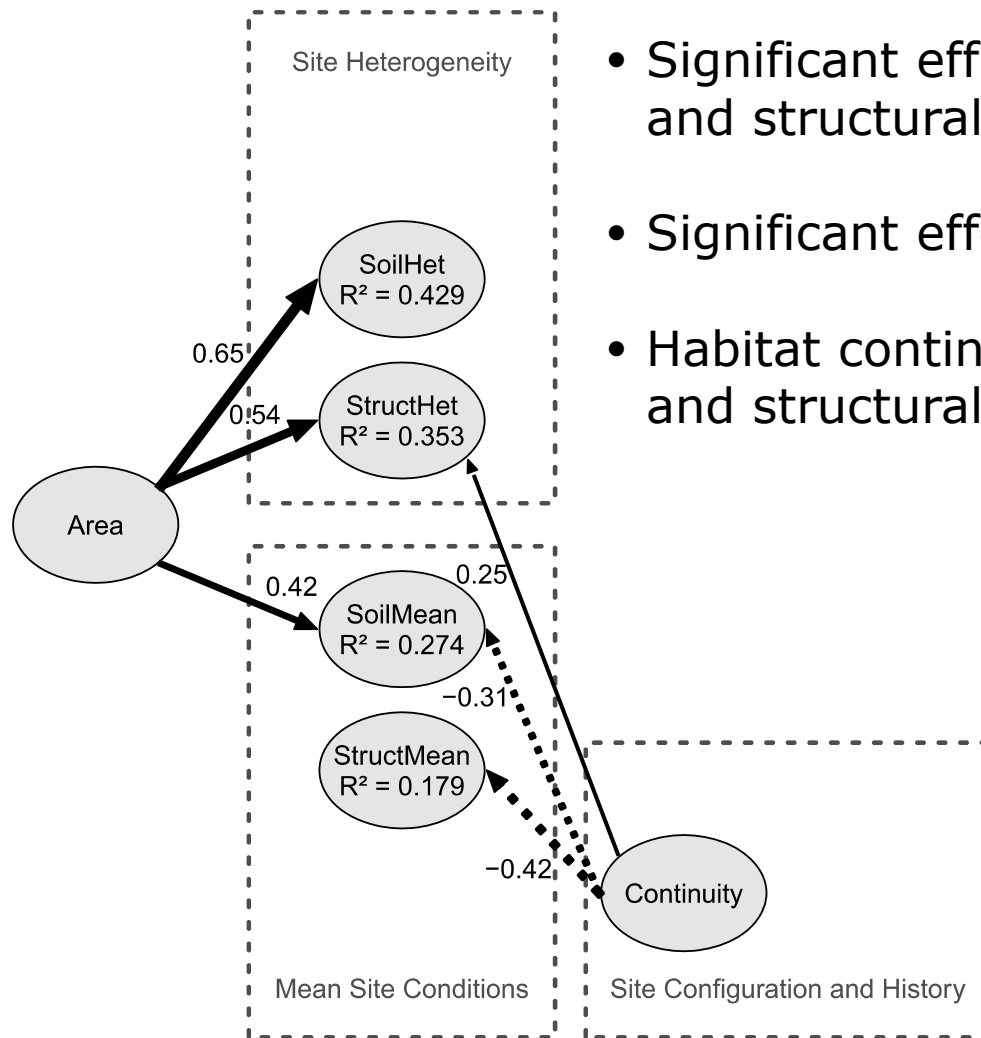 Site Heterogeneity
SoilHet
R² = 0.429
0.65
StructHet
R² = 0.353
0.54
Area
0.42
SoilMean
R² = 0.274
0.25
−0.31
StructMean
R² = 0.179
−0.42
Continuity
Mean Site Conditions
Site Configuration and History
• Significant eff
and structural
• Significant eff
• Habitat contin
and structural